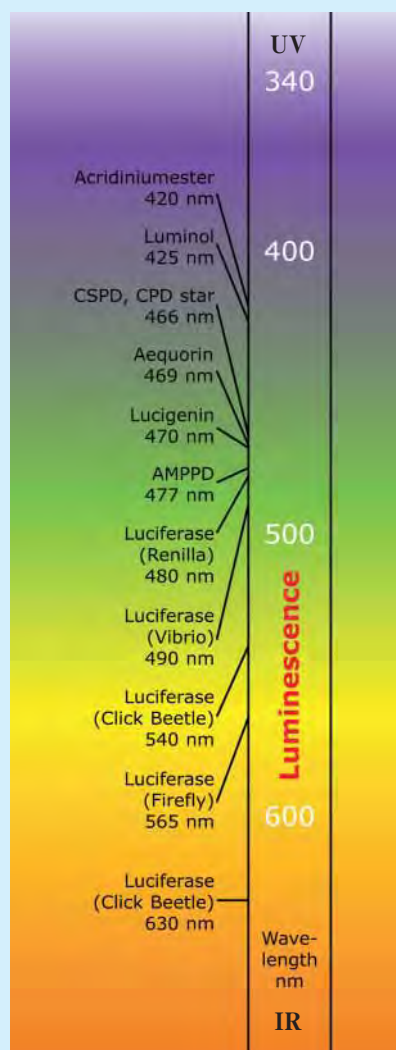 UV
340
Acridiniumester
420 nm
Luminol
425 nm
400
CSPD, CPD star
466 nm
Aequorin
469 nm
Lucigenin
470 nm
AMPPD
477 nm
Luciferase
(Renilla)
480 nm
500
Luciferase
(Vibrio)
490 nm
Luminescence
Luciferase
(Click Beetle)
540 nm
Luciferase
(Firefly)
565 nm
600
Luciferase
(Click Beetle)
630 nm
Wave-
length
nm
IR